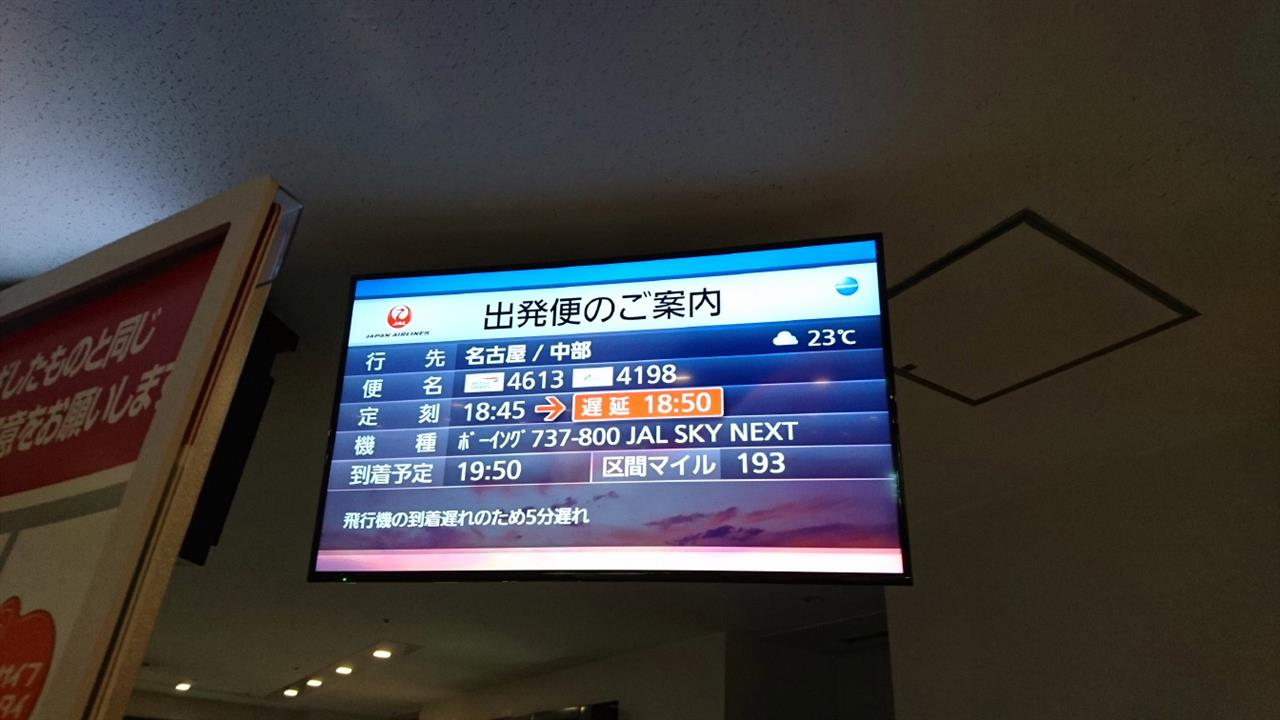 出発便のご案内
JAL
JAPAN AIRLINES
行先 名古屋 / 中部 23℃
便名 4613 4198
定刻 18:45 → 遅延 18:50
機種 ﾎﾞｰｲﾝｸﾞ 737-800 JAL SKY NEXT
到着予定 19:50 区間マイル 193
飛行機の到着遅れのため5分遅れ
したものと同じ
意をお願いしま